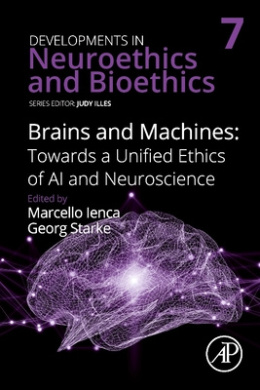 DEVELOPMENTS IN
7
Neuroethics
and Bioethics
SERIES EDITOR: JUDY ILLES
Brains and Machines:
Towards a Unified Ethics
of AI and Neuroscience
Edited by
Marcello Ienca
Georg Starke
AP